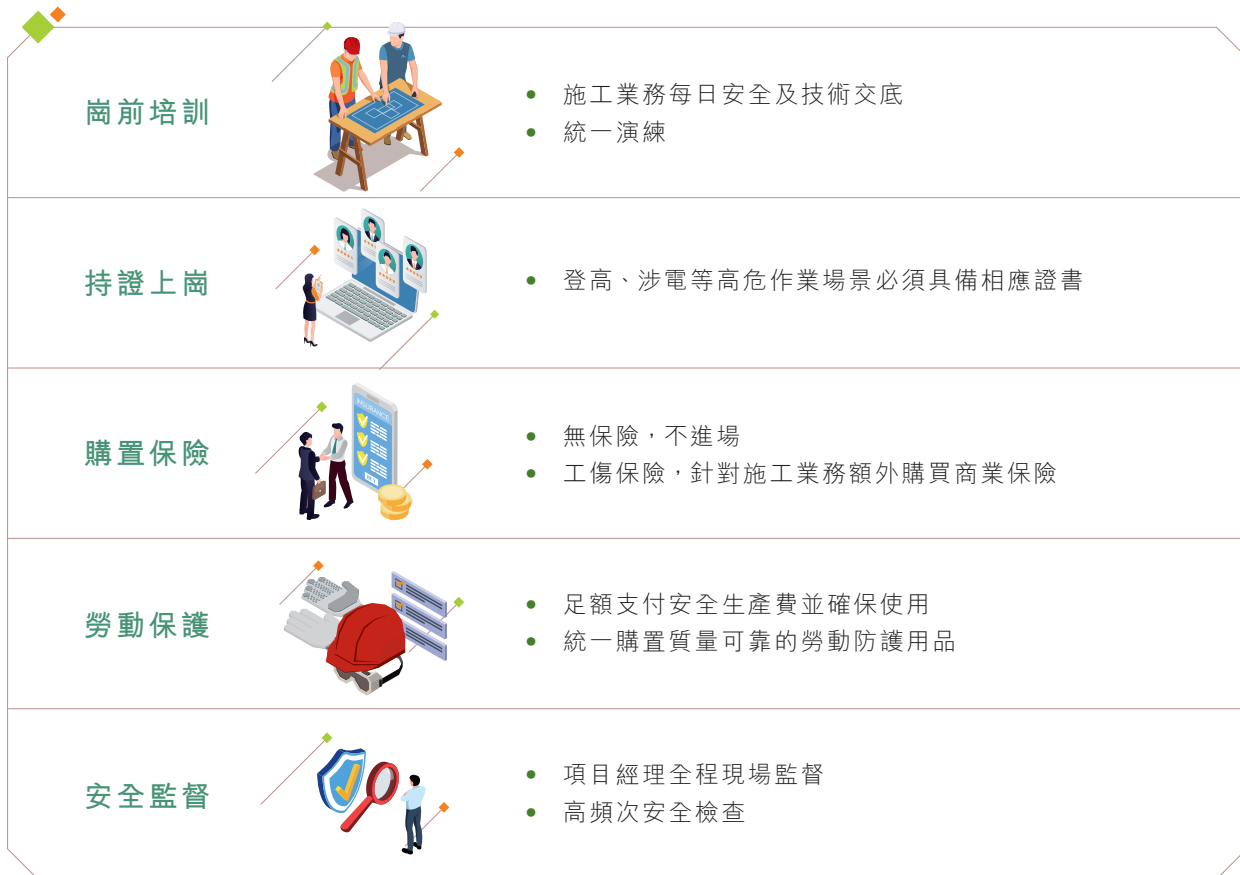 崗前培訓
施工業務每日安全及技術交底
統一演練
持證上崗
登高、涉電等高危作業場景必須具備相應證書
購置保險
INSURANCE
無保險，不進場
工傷保險，針對施工業務額外購買商業保險
勞動保護
足額支付安全生產費並確保使用
統一購置質量可靠的勞動防護用品
安全監督
項目經理全程現場監督
高頻次安全檢查